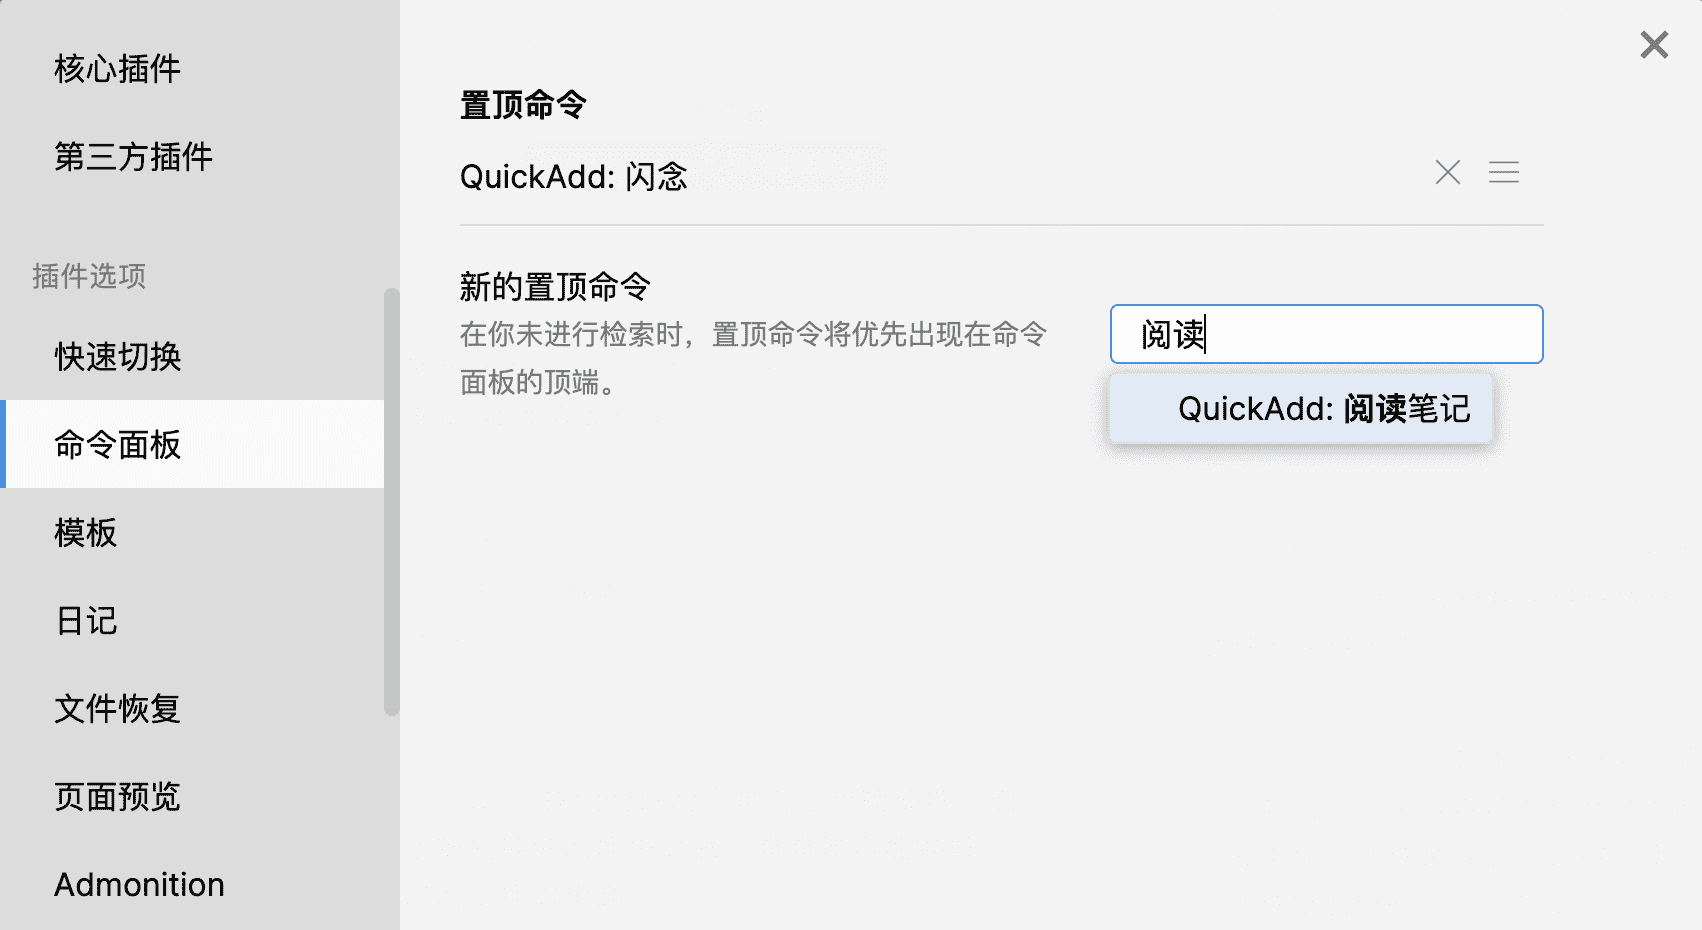 核心插件
第三方插件
插件选项
快速切换
命令面板
模板
日记
文件恢复
页面预览
Admonition
置顶命令
QuickAdd: 闪念
新的置顶命令
在你未进行检索时，置顶命令将优先出现在命令
面板的顶端。
阅读
QuickAdd: 阅读笔记